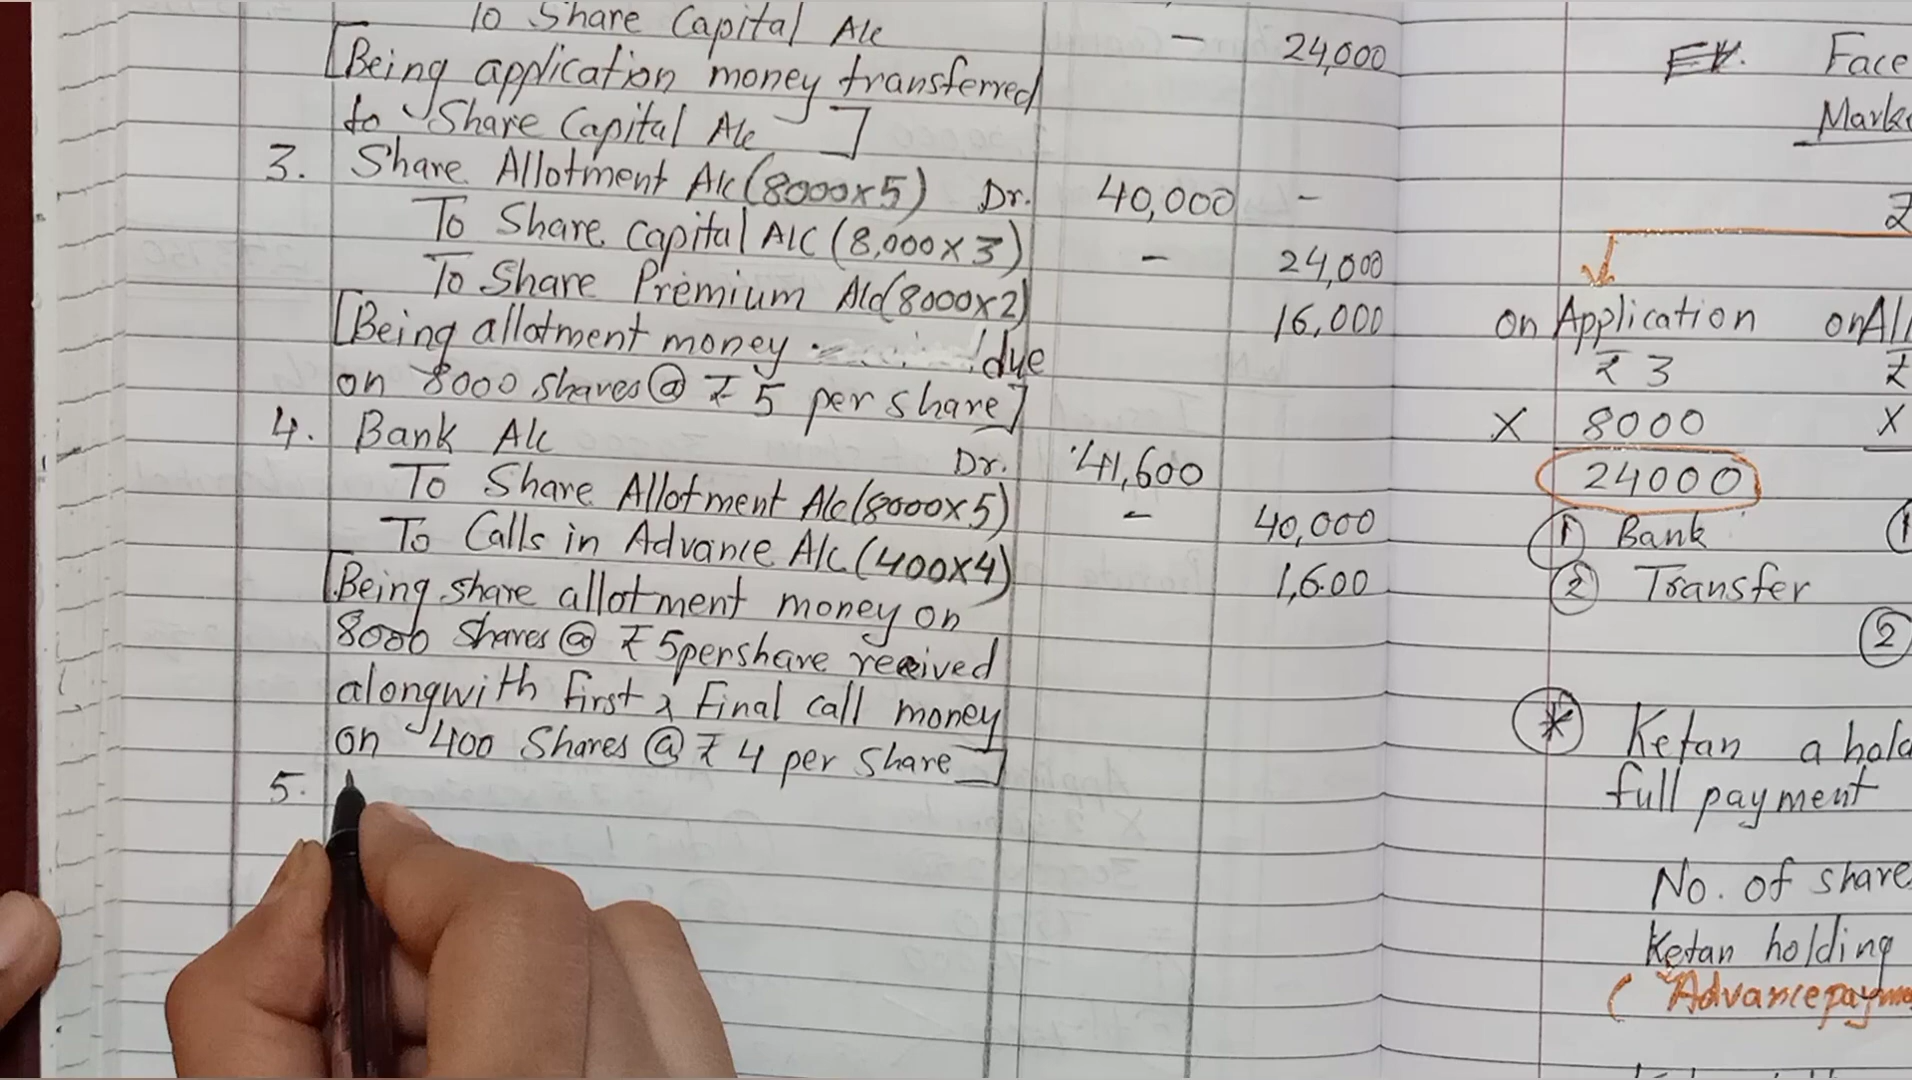 To Share Capital A/c - 24,000
[Being application money transferred
to Share Capital A/c ]
3. Share Allotment A/c (8000x5) Dr. 40,000 -
To Share Capital A/C (8,000x3) - 24,000
To Share Premium A/c (8000x2) 16,000
[Being allotment money due
on 8000 Shares @ ₹ 5 per share]
4. Bank A/c Dr. 41,600
To Share Allotment A/c (8000x5) - 40,000
To Calls in Advance A/c (400x4) 1,600
[Being share allotment money on
8000 Shares @ ₹ 5 per share received
alongwith First & Final call money
on 400 Shares @ ₹ 4 per Share]
5.
Face
₹
on Application on All
₹ 3 ₹
X 8000 X
24000
① Bank
② Transfer
②
* Ketan a hold
full payment
No. of share
Ketan holding
(Advance payme